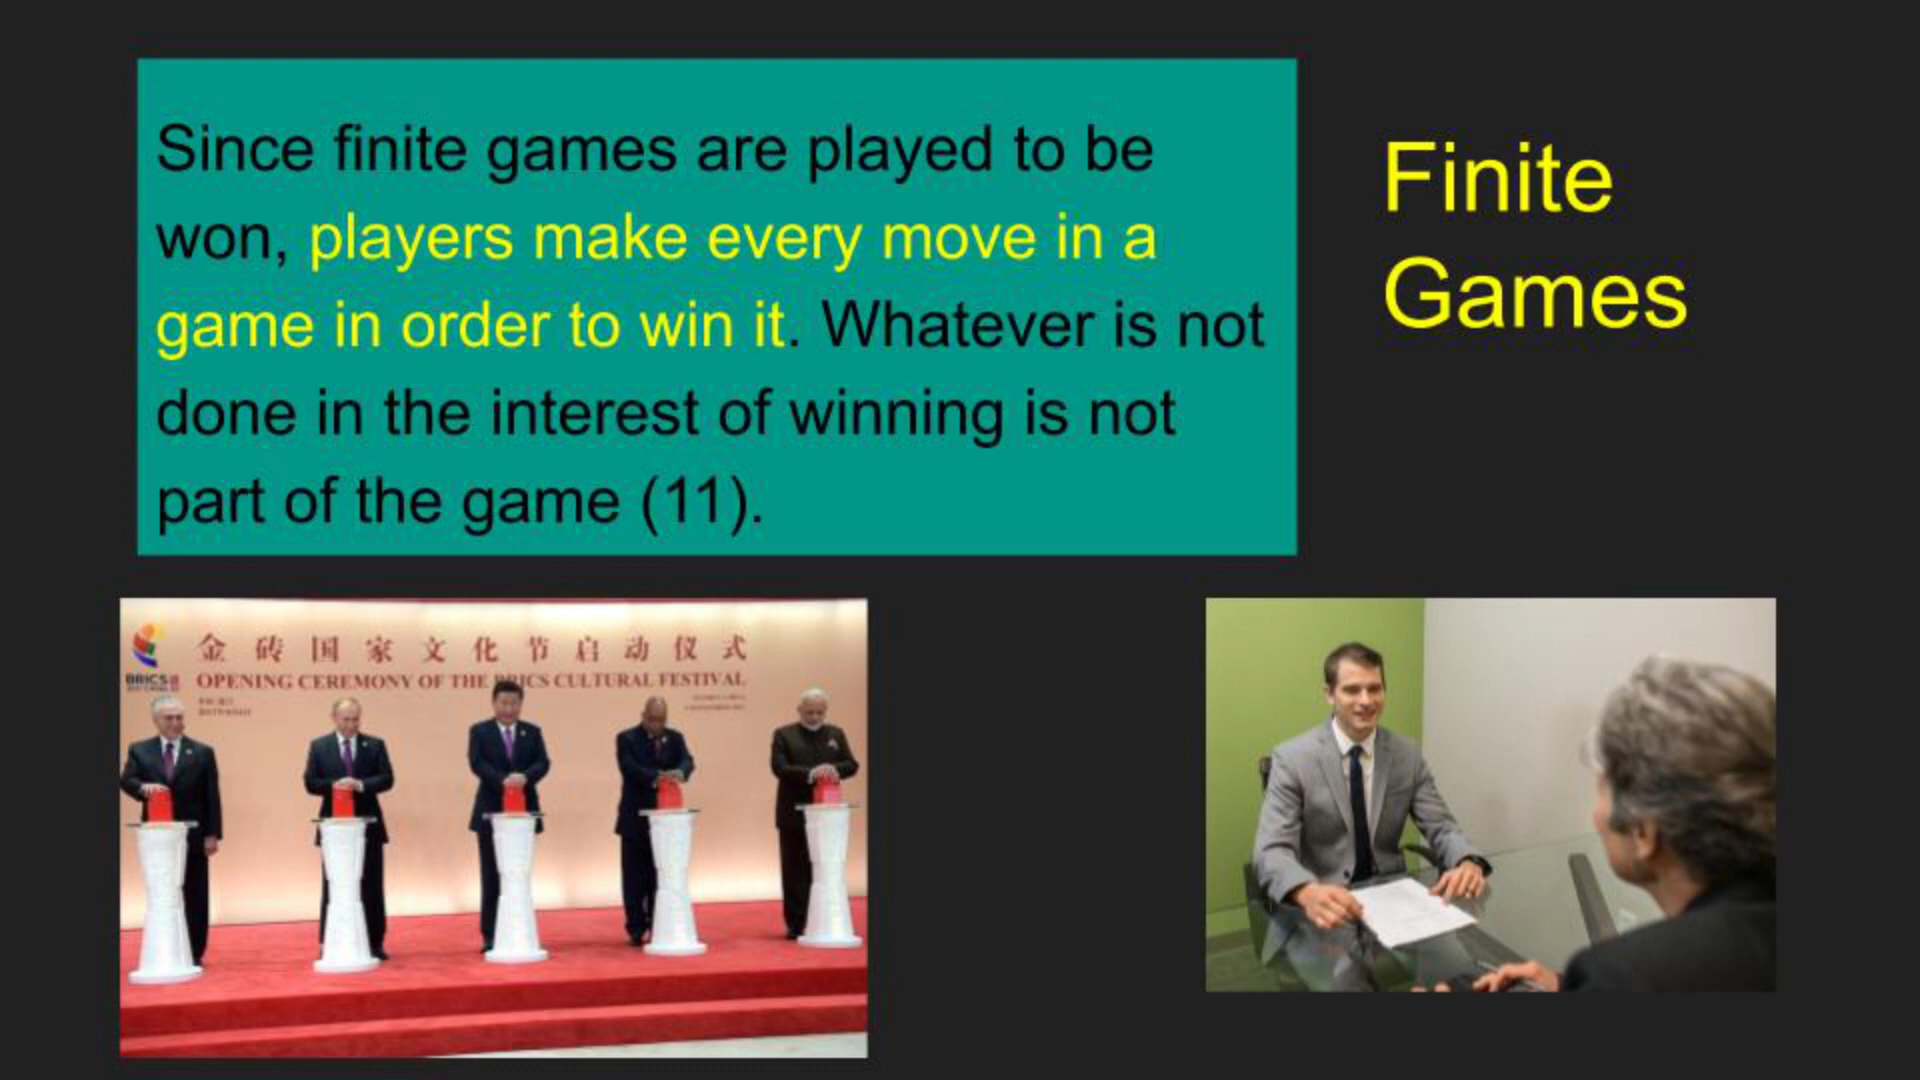 Since finite games are played to be
won, players make every move in a
game in order to win it. Whatever is not
done in the interest of winning is not
part of the game (11).
Finite
Games
金砖国家文化节启动仪式
OPENING CEREMONY OF THE BRICS CULTURAL FESTIVAL
BRICS